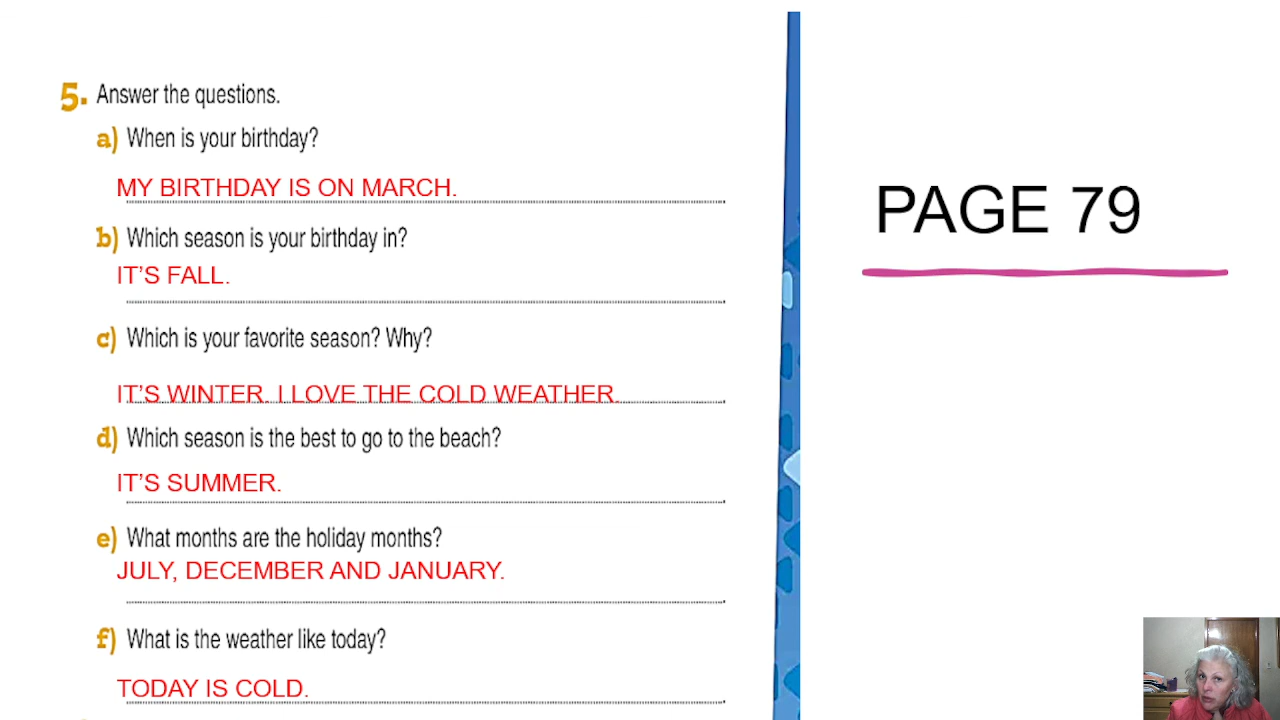 5. Answer the questions.
a) When is your birthday?
MY BIRTHDAY IS ON MARCH.
b) Which season is your birthday in?
IT’S FALL.
c) Which is your favorite season? Why?
IT’S WINTER. I LOVE THE COLD WEATHER.
d) Which season is the best to go to the beach?
IT’S SUMMER.
e) What months are the holiday months?
JULY, DECEMBER AND JANUARY.
f) What is the weather like today?
TODAY IS COLD.
PAGE 79